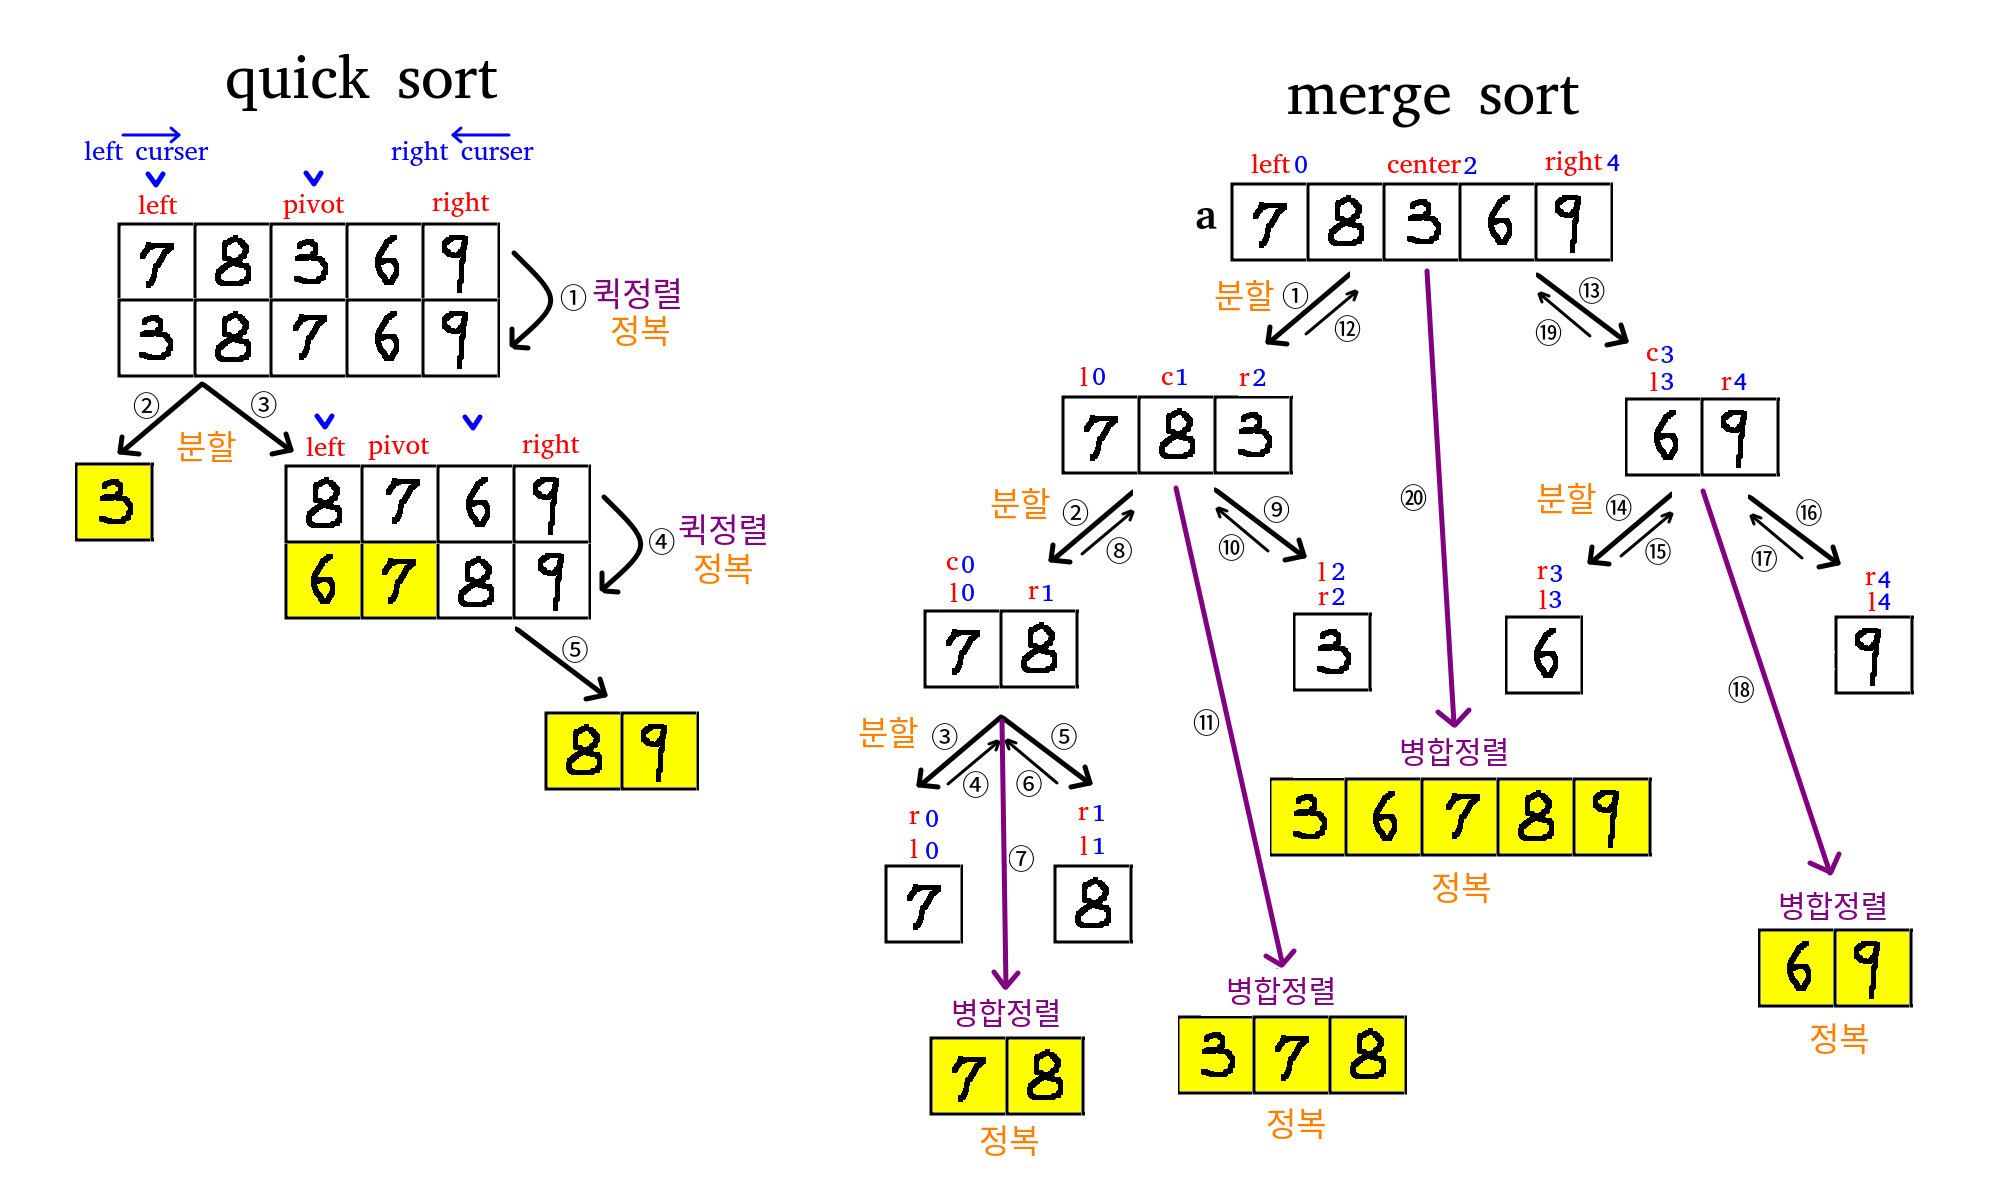 quick sort
left curser right curser
left pivot right
7 8 3 6 9
① 퀵정렬
정복
3 8 7 6 9
② ③
분할
left pivot right
3
8 7 6 9
④ 퀵정렬
정복
6 7 8 9
⑤
8 9
merge sort
left 0 center 2 right 4
a 7 8 3 6 9
분할 ① ⑫ ⑲ ⑬
l 0 c 1 r 2
7 8 3
c 3
l 3 r 4
6 9
⑳
분할 ② ⑧ ⑩ ⑨
분할 ⑭ ⑮ ⑰ ⑯
c 0
l 0 r 1
7 8
l 2
r 2
3
r 3
l 3
6
r 4
l 4
9
⑪
⑱
분할 ③ ④ ⑥ ⑤
r 0
l 0
7
r 1
l 1
8
⑦
병합정렬
3 6 7 8 9
정복
병합정렬
6 9
정복
병합정렬
7 8
정복
병합정렬
3 7 8
정복